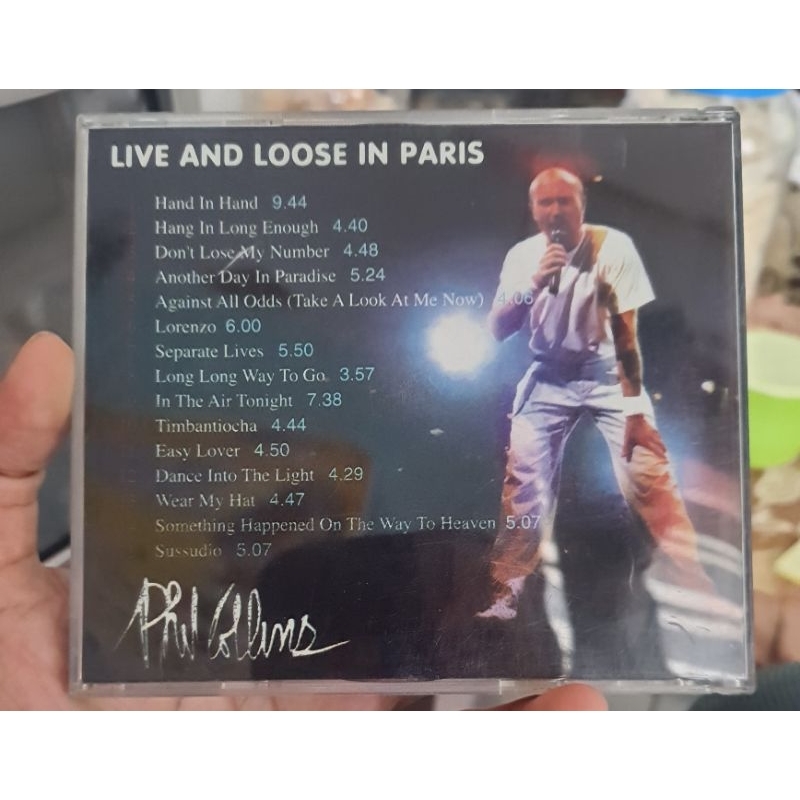 LIVE AND LOOSE IN PARIS
Hand In Hand 9.44
Hang In Long Enough 4.40
Don't Lose My Number 4.48
Another Day In Paradise 5.24
Against All Odds (Take A Look At Me Now) 4.06
Lorenzo 6.00
Separate Lives 5.50
Long Long Way To Go 3.57
In The Air Tonight 7.38
Timbantiocha 4.44
Easy Lover 4.50
Dance Into The Light 4.29
Wear My Hat 4.47
Something Happened On The Way To Heaven 5.07
Sussudio 5.07
Phil Collins